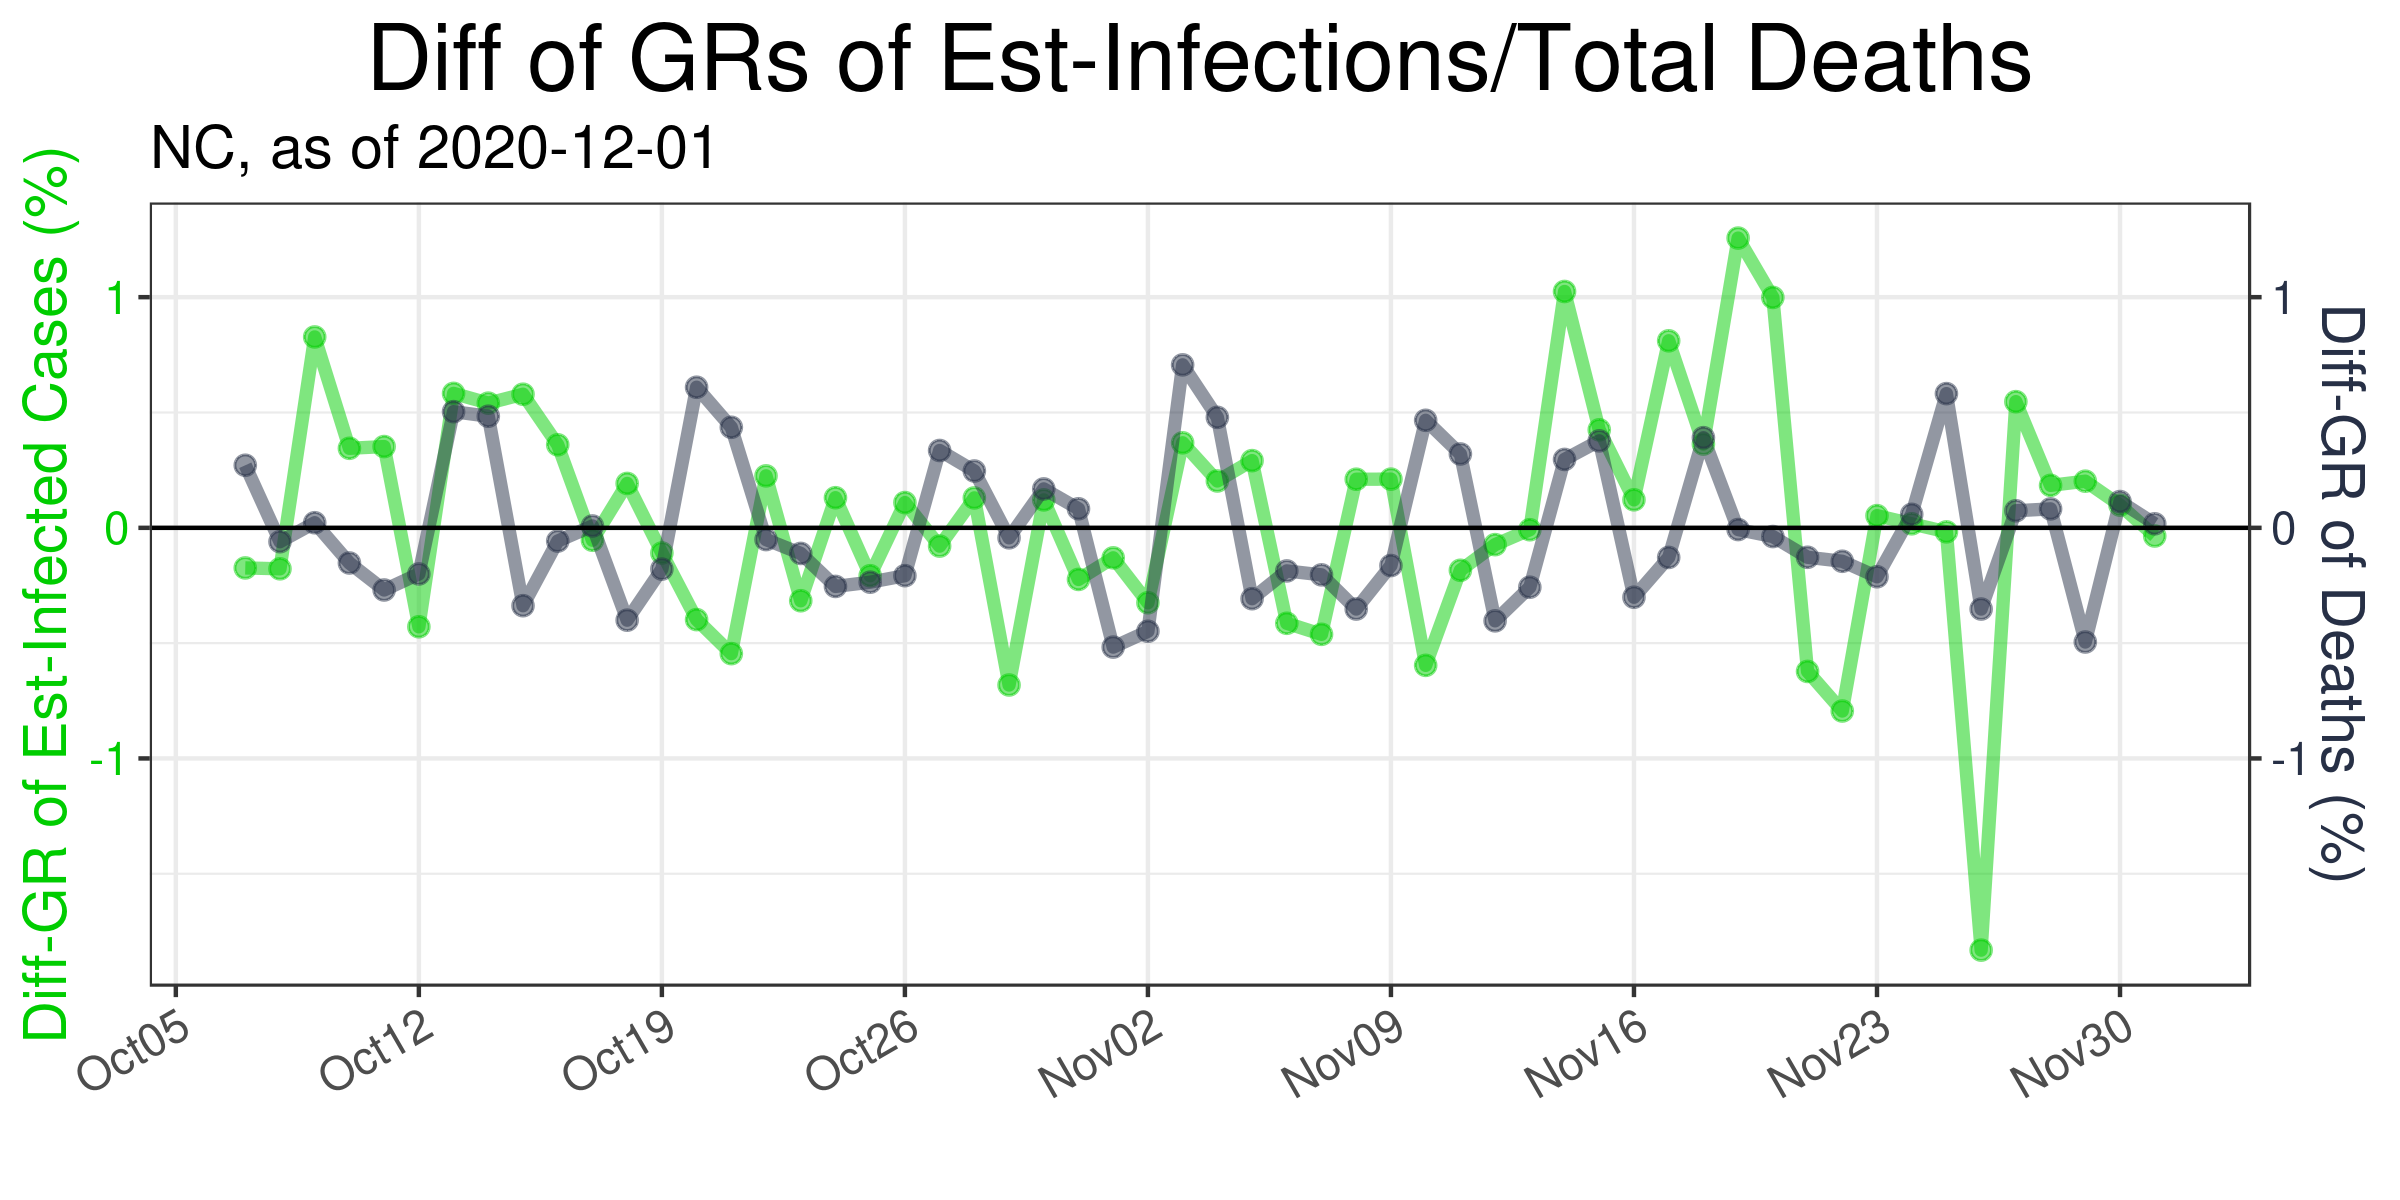 Diff of GRs of Est-Infections/Total Deaths
NC, as of 2020-12-01
Diff-GR of Est-Infected Cases (%)
1
0
-1
1
0
-1
Diff-GR of Deaths (%)
Oct05
Oct12
Oct19
Oct26
Nov02
Nov09
Nov16
Nov23
Nov30